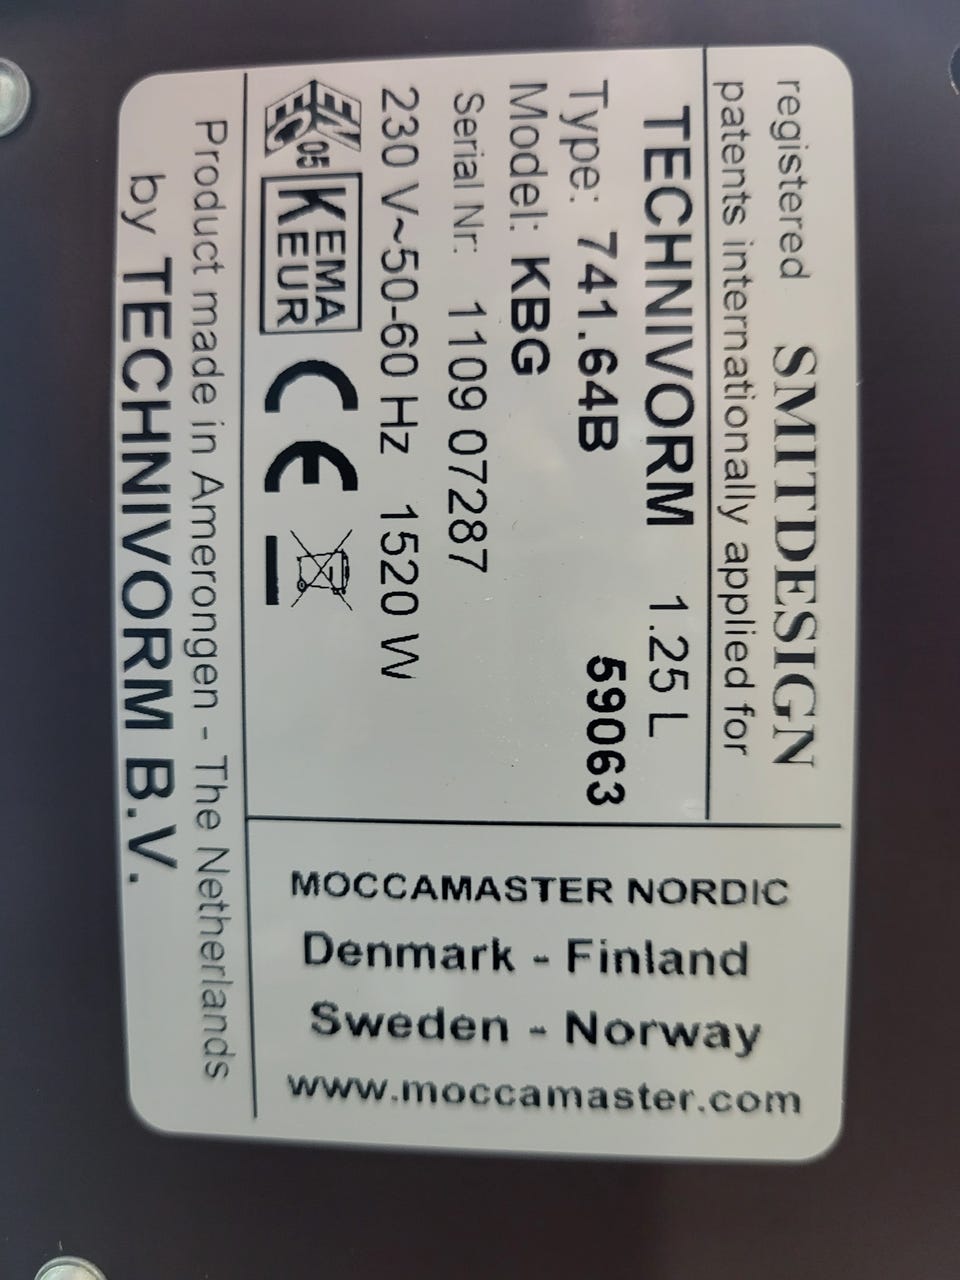 registered SMITDESIGN
patents internationally applied for
TECHNIVORM 1.25 L
Type: 741.64B 59063
Model: KBG
Serial Nr: 1109 07287
230 V~50-60 Hz 1520 W
ENEC 05 KEMA KEUR CE
Product made in Amerongen - The Netherlands
by TECHNIVORM B.V.
MOCCAMASTER NORDIC
Denmark - Finland
Sweden - Norway
www.moccamaster.com